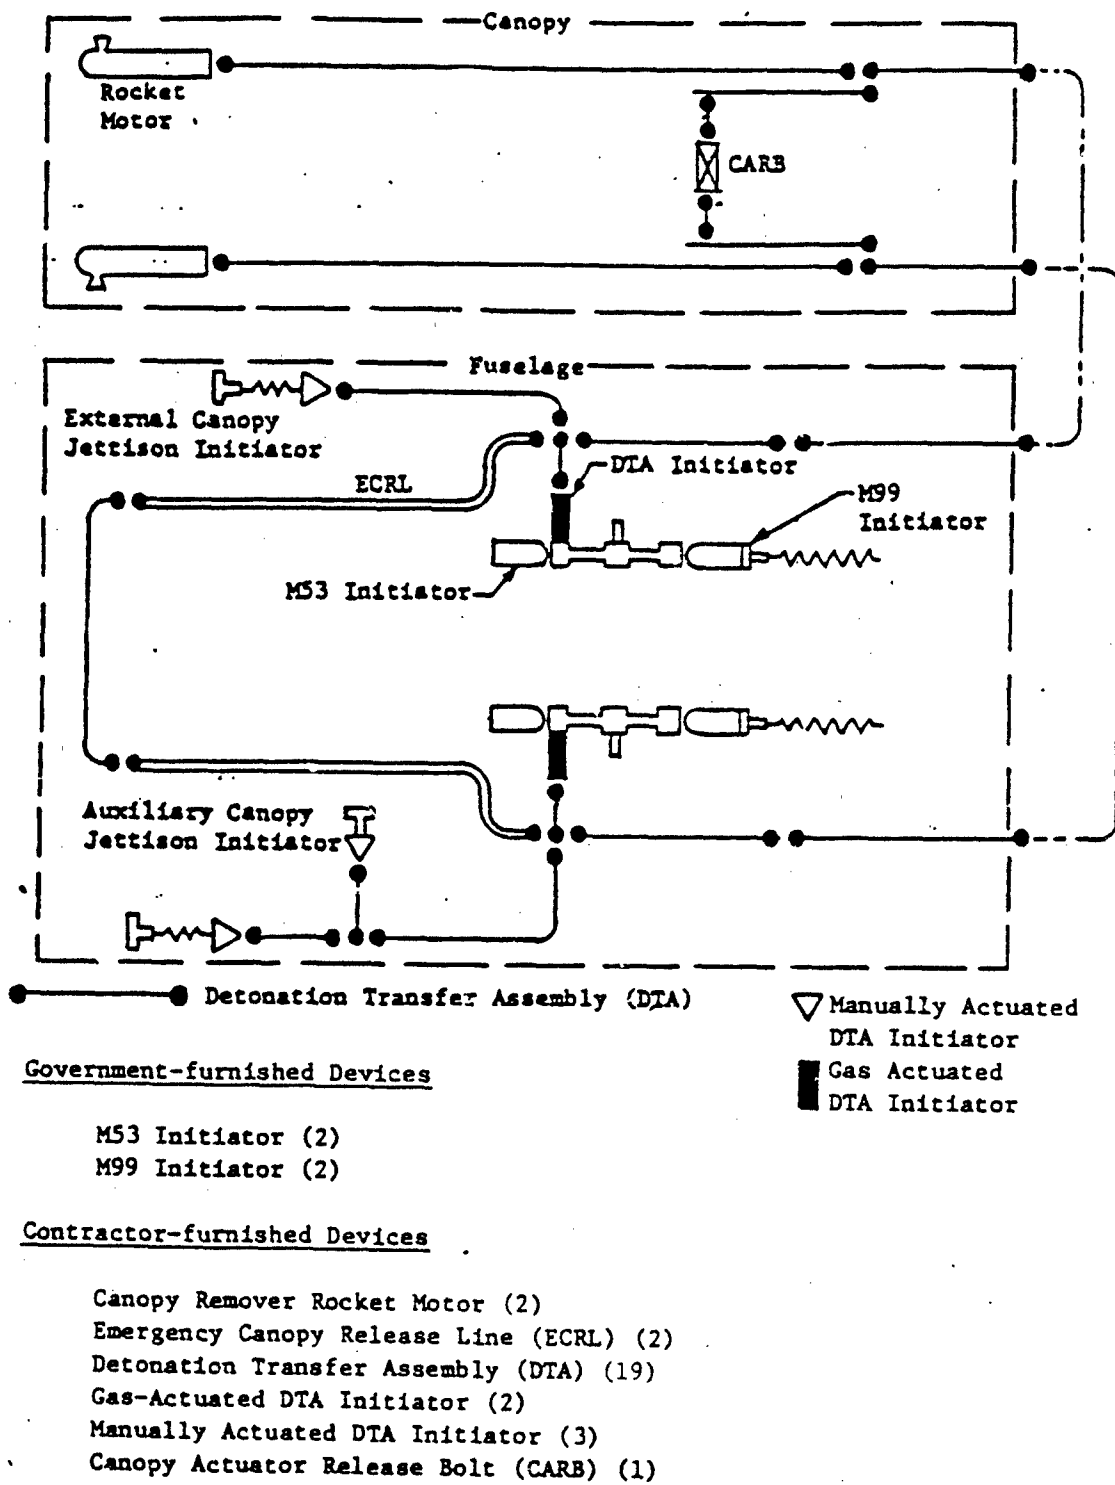 Canopy
Rocket
Motor
CARB
Fuselage
External Canopy
Jettison Initiator
DTA Initiator
ECRL
M99
Initiator
M53 Initiator
Auxiliary Canopy
Jettison Initiator
Detonation Transfer Assembly (DTA)
Manually Actuated
DTA Initiator
Gas Actuated
DTA Initiator
Government-furnished Devices
M53 Initiator (2)
M99 Initiator (2)
Contractor-furnished Devices
Canopy Remover Rocket Motor (2)
Emergency Canopy Release Line (ECRL) (2)
Detonation Transfer Assembly (DTA) (19)
Gas-Actuated DTA Initiator (2)
Manually Actuated DTA Initiator (3)
Canopy Actuator Release Bolt (CARB) (1)